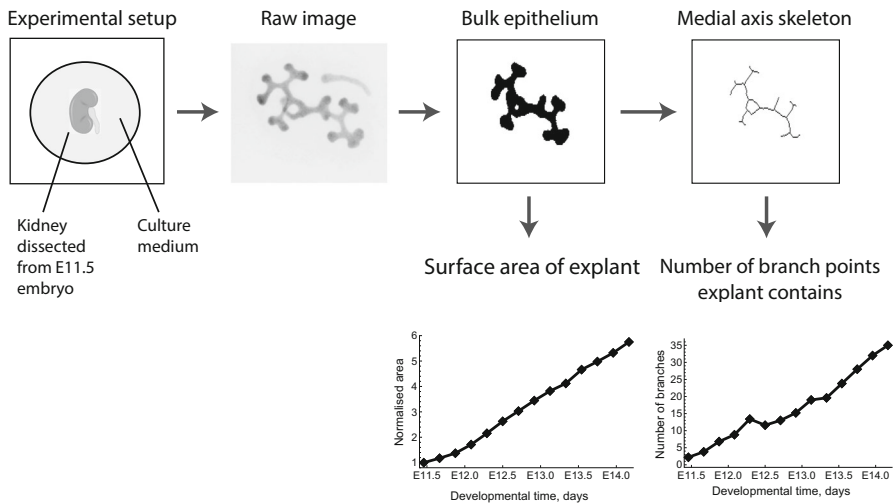 Experimental setup
Raw image
Bulk epithelium
Medial axis skeleton
Kidney
dissected
from E11.5
embryo
Culture
medium
Surface area of explant
Number of branch points
explant contains
Normalised area
6
5
4
3
2
1
E11.5 E12.0 E12.5 E13.0 E13.5 E14.0
Developmental time, days
Number of branches
35
30
25
20
15
10
5
0
E11.5 E12.0 E12.5 E13.0 E13.5 E14.0
Developmental time, days